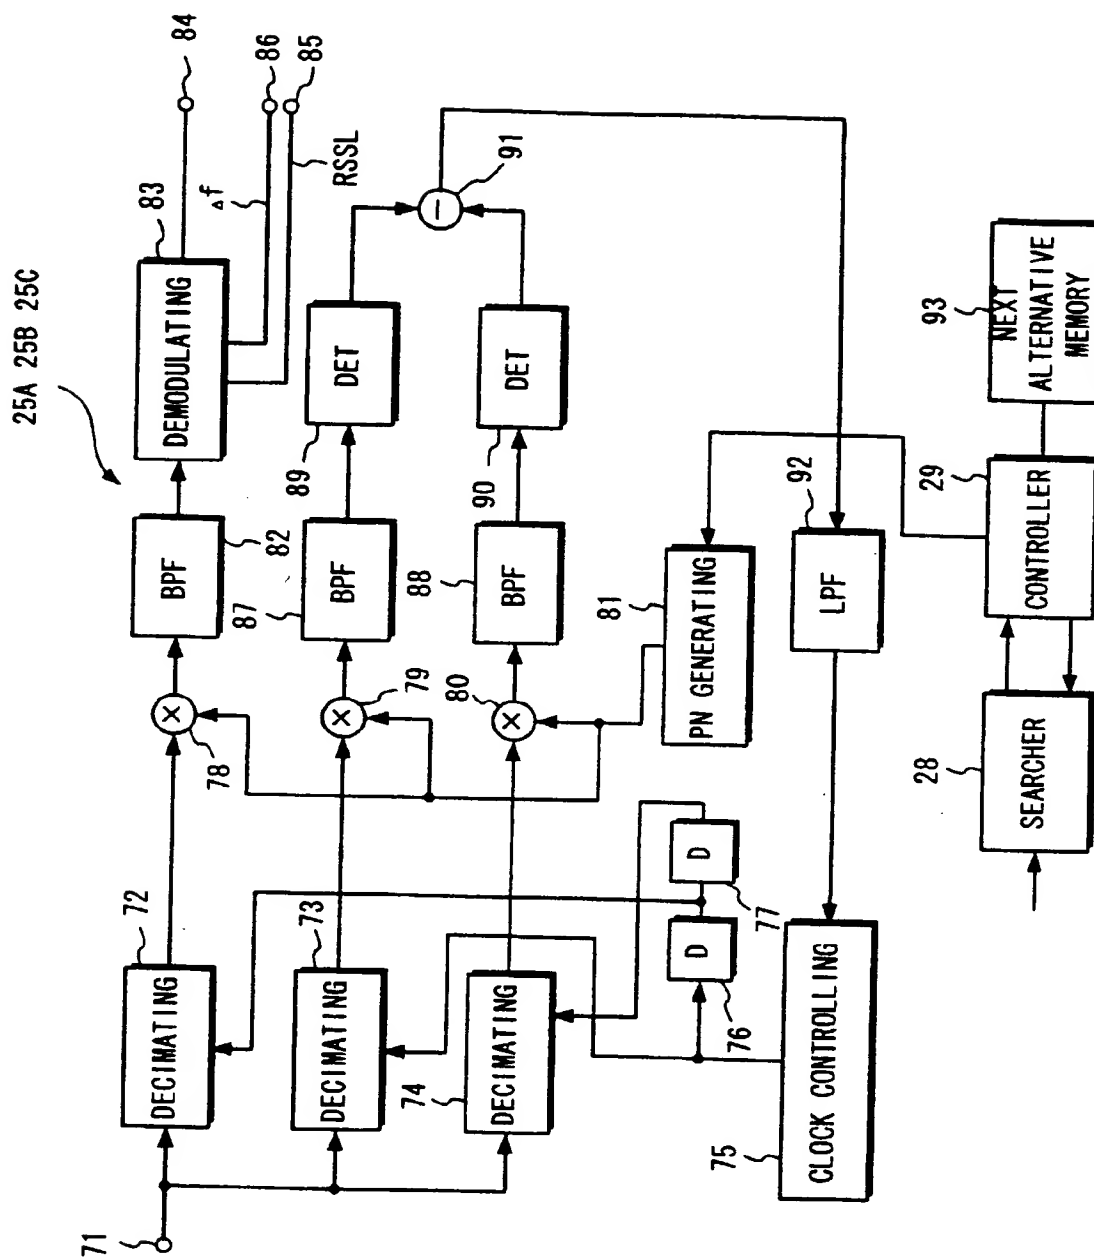 25A 25B 25C
71
DECIMATING
72
78
BPF
82
DEMODULATING
83
84
Δf
86
85
RSSL
DECIMATING
73
79
87
BPF
89
DET
91
DECIMATING
74
80
88
BPF
90
DET
PN GENERATING
81
D
76
D
77
CLOCK CONTROLLING
75
LPF
92
SEARCHER
28
CONTROLLER
29
NEXT
ALTERNATIVE
MEMORY
93